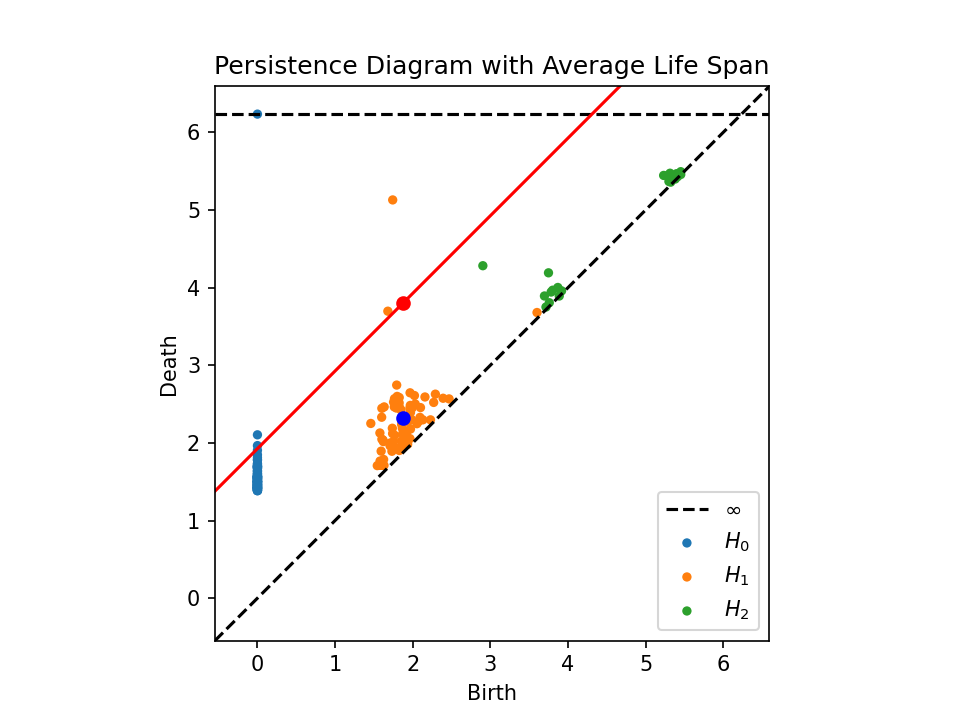 Persistence Diagram with Average Life Span
6
5
4
3
2
1
0
Death
∞
H₀
H₁
H₂
0 1 2 3 4 5 6
Birth